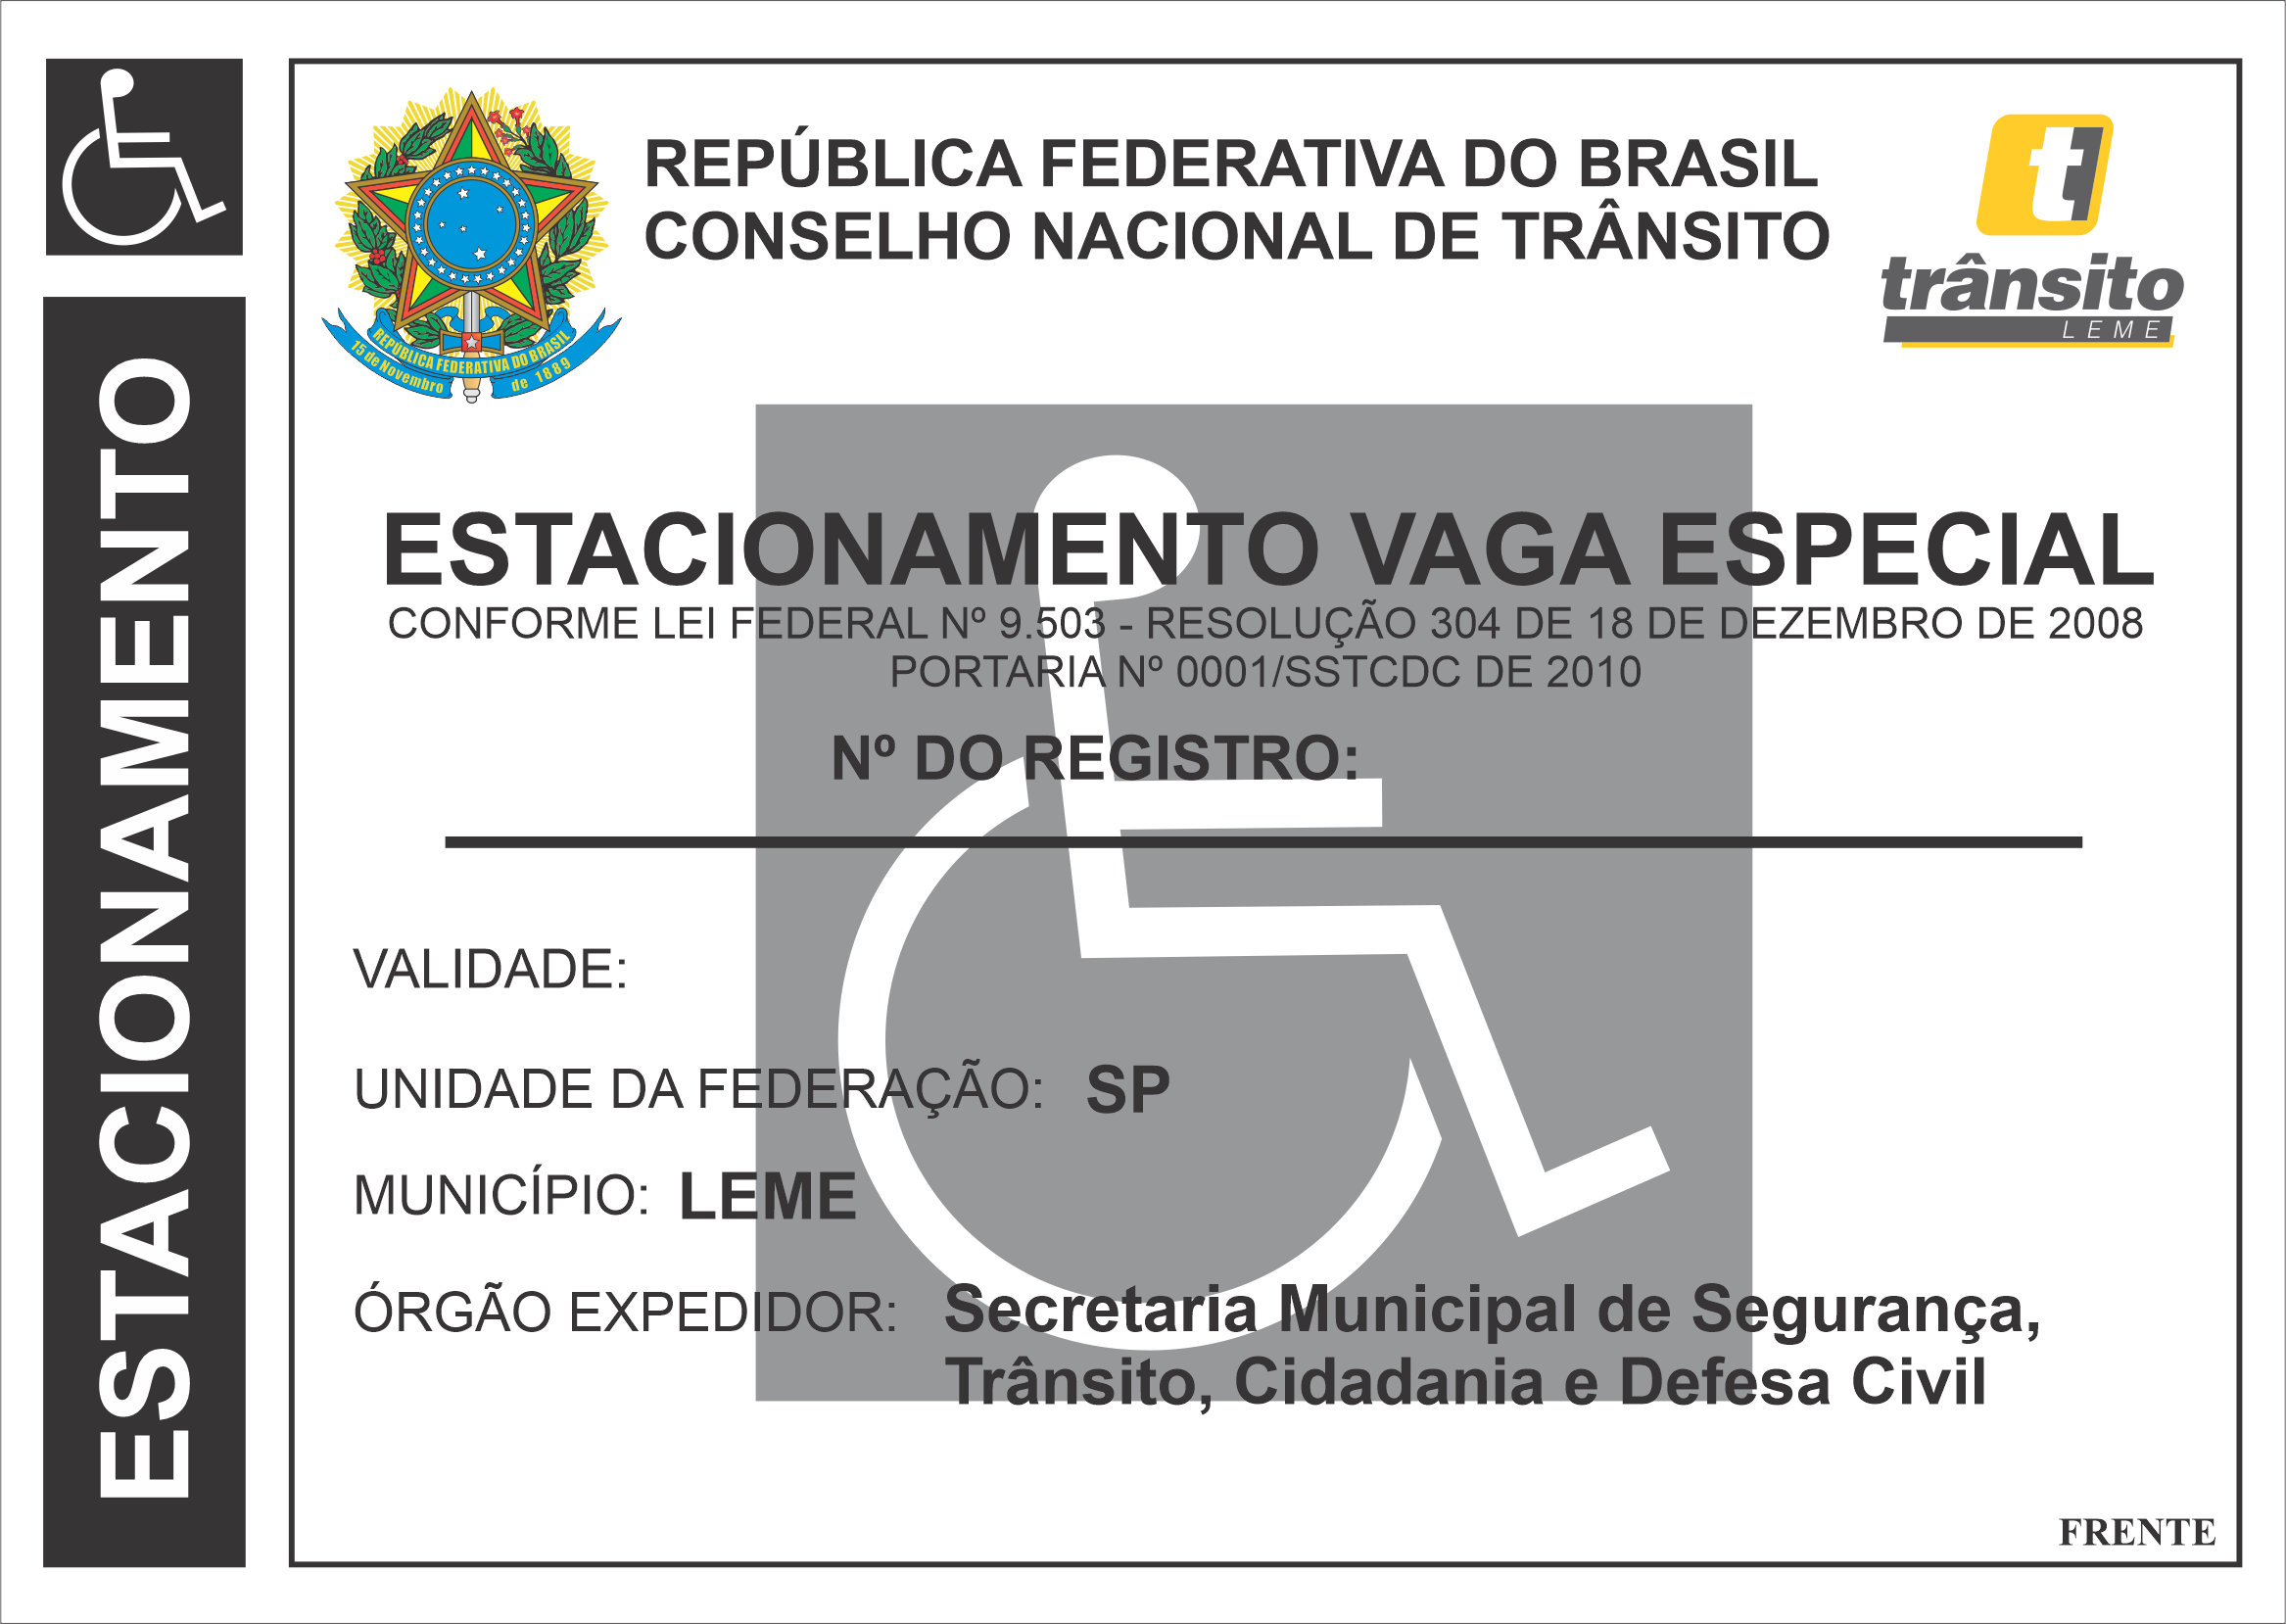 ESTACIONAMENTO
REPÚBLICA FEDERATIVA DO BRASIL
CONSELHO NACIONAL DE TRÂNSITO
t
trânsito
LEME
REPÚBLICA FEDERATIVA DO BRASIL
15 de Novembro de 1889
ESTACIONAMENTO VAGA ESPECIAL
CONFORME LEI FEDERAL Nº 9.503 - RESOLUÇÃO 304 DE 18 DE DEZEMBRO DE 2008
PORTARIA Nº 0001/SSTCDC DE 2010
Nº DO REGISTRO:
VALIDADE:
UNIDADE DA FEDERAÇÃO: SP
MUNICÍPIO: LEME
ÓRGÃO EXPEDIDOR: Secretaria Municipal de Segurança,
Trânsito, Cidadania e Defesa Civil
FRENTE